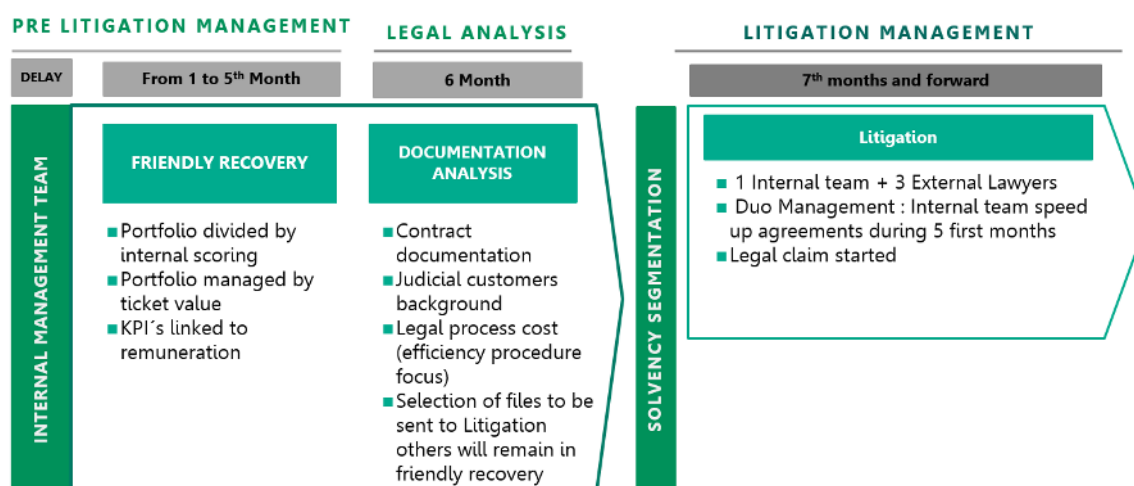 PRE LITIGATION MANAGEMENT
LEGAL ANALYSIS
LITIGATION MANAGEMENT
DELAY
From 1 to 5th Month
6 Month
7th months and forward
INTERNAL MANAGEMENT TEAM
FRIENDLY RECOVERY
■ Portfolio divided by
internal scoring
■ Portfolio managed by
ticket value
■ KPI´s linked to
remuneration
DOCUMENTATION
ANALYSIS
■ Contract
documentation
■ Judicial customers
background
■ Legal process cost
(efficiency procedure
focus)
■ Selection of files to be
sent to Litigation
others will remain in
friendly recovery
SOLVENCY SEGMENTATION
Litigation
■ 1 Internal team + 3 External Lawyers
■ Duo Management : Internal team speed
up agreements during 5 first months
■ Legal claim started